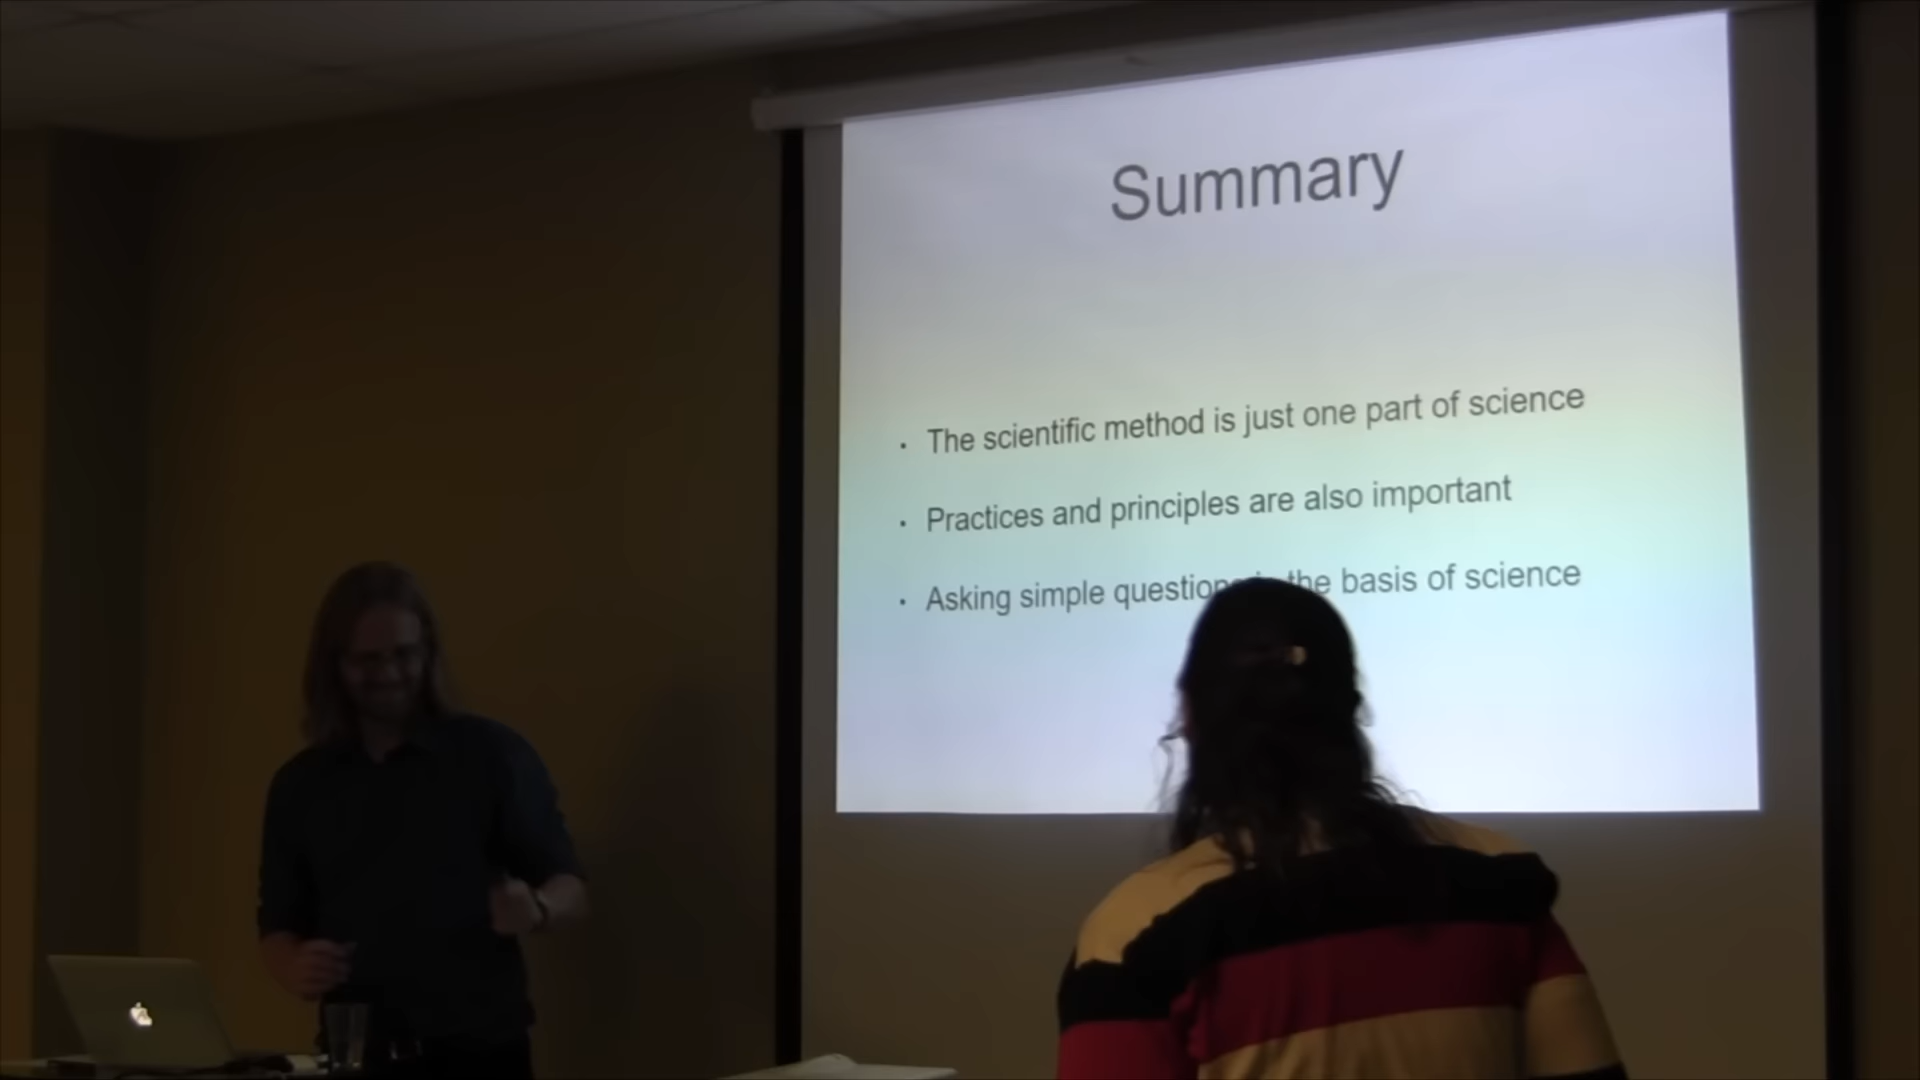 Summary
• The scientific method is just one part of science
• Practices and principles are also important
• Asking simple the basis of science